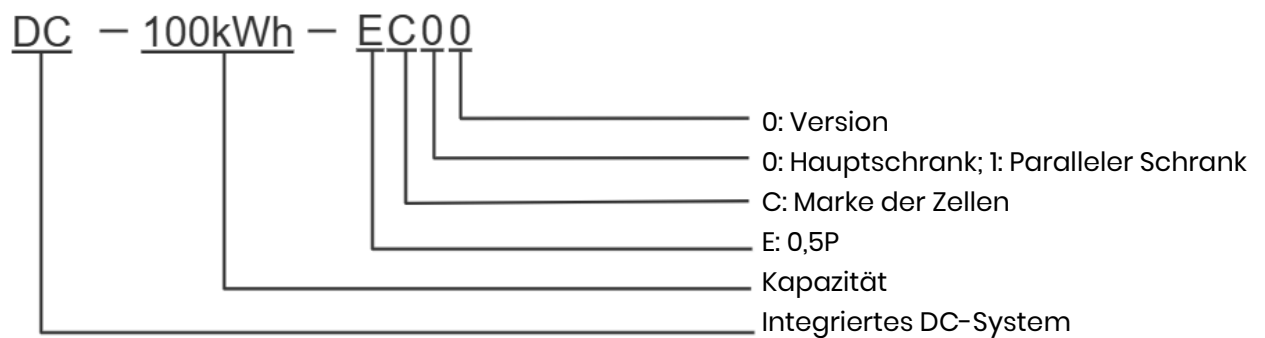 DC – 100kWh – EC00
0: Version
0: Hauptschrank; 1: Paralleler Schrank
C: Marke der Zellen
E: 0,5P
Kapazität
Integriertes DC-System